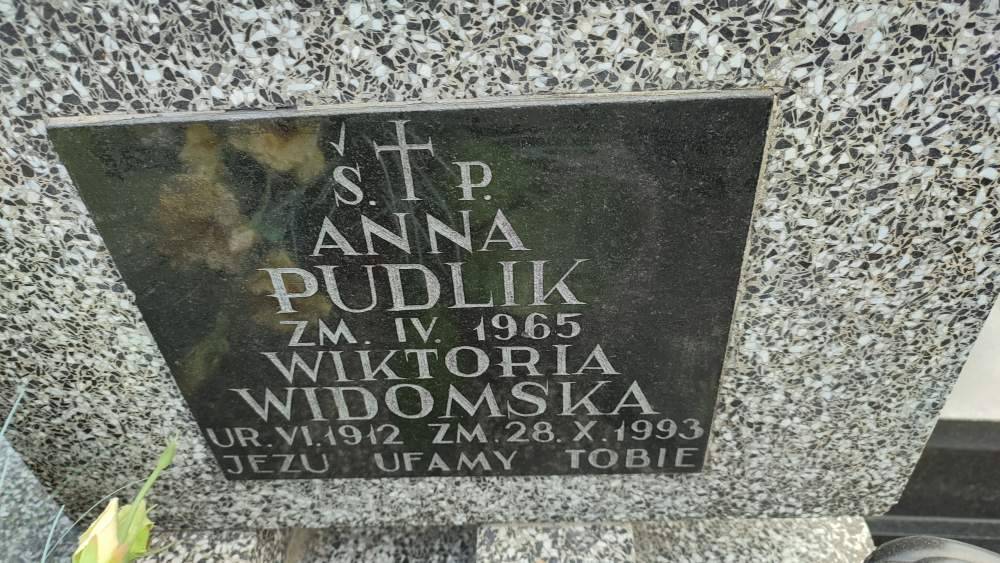 Ś. P.
ANNA
PUDLIK
ZM. IV. 1965
WIKTORIA
WIDOMSKA
UR. VI. 1912 ZM. 28. X. 1993
JEZU UFAMY TOBIE